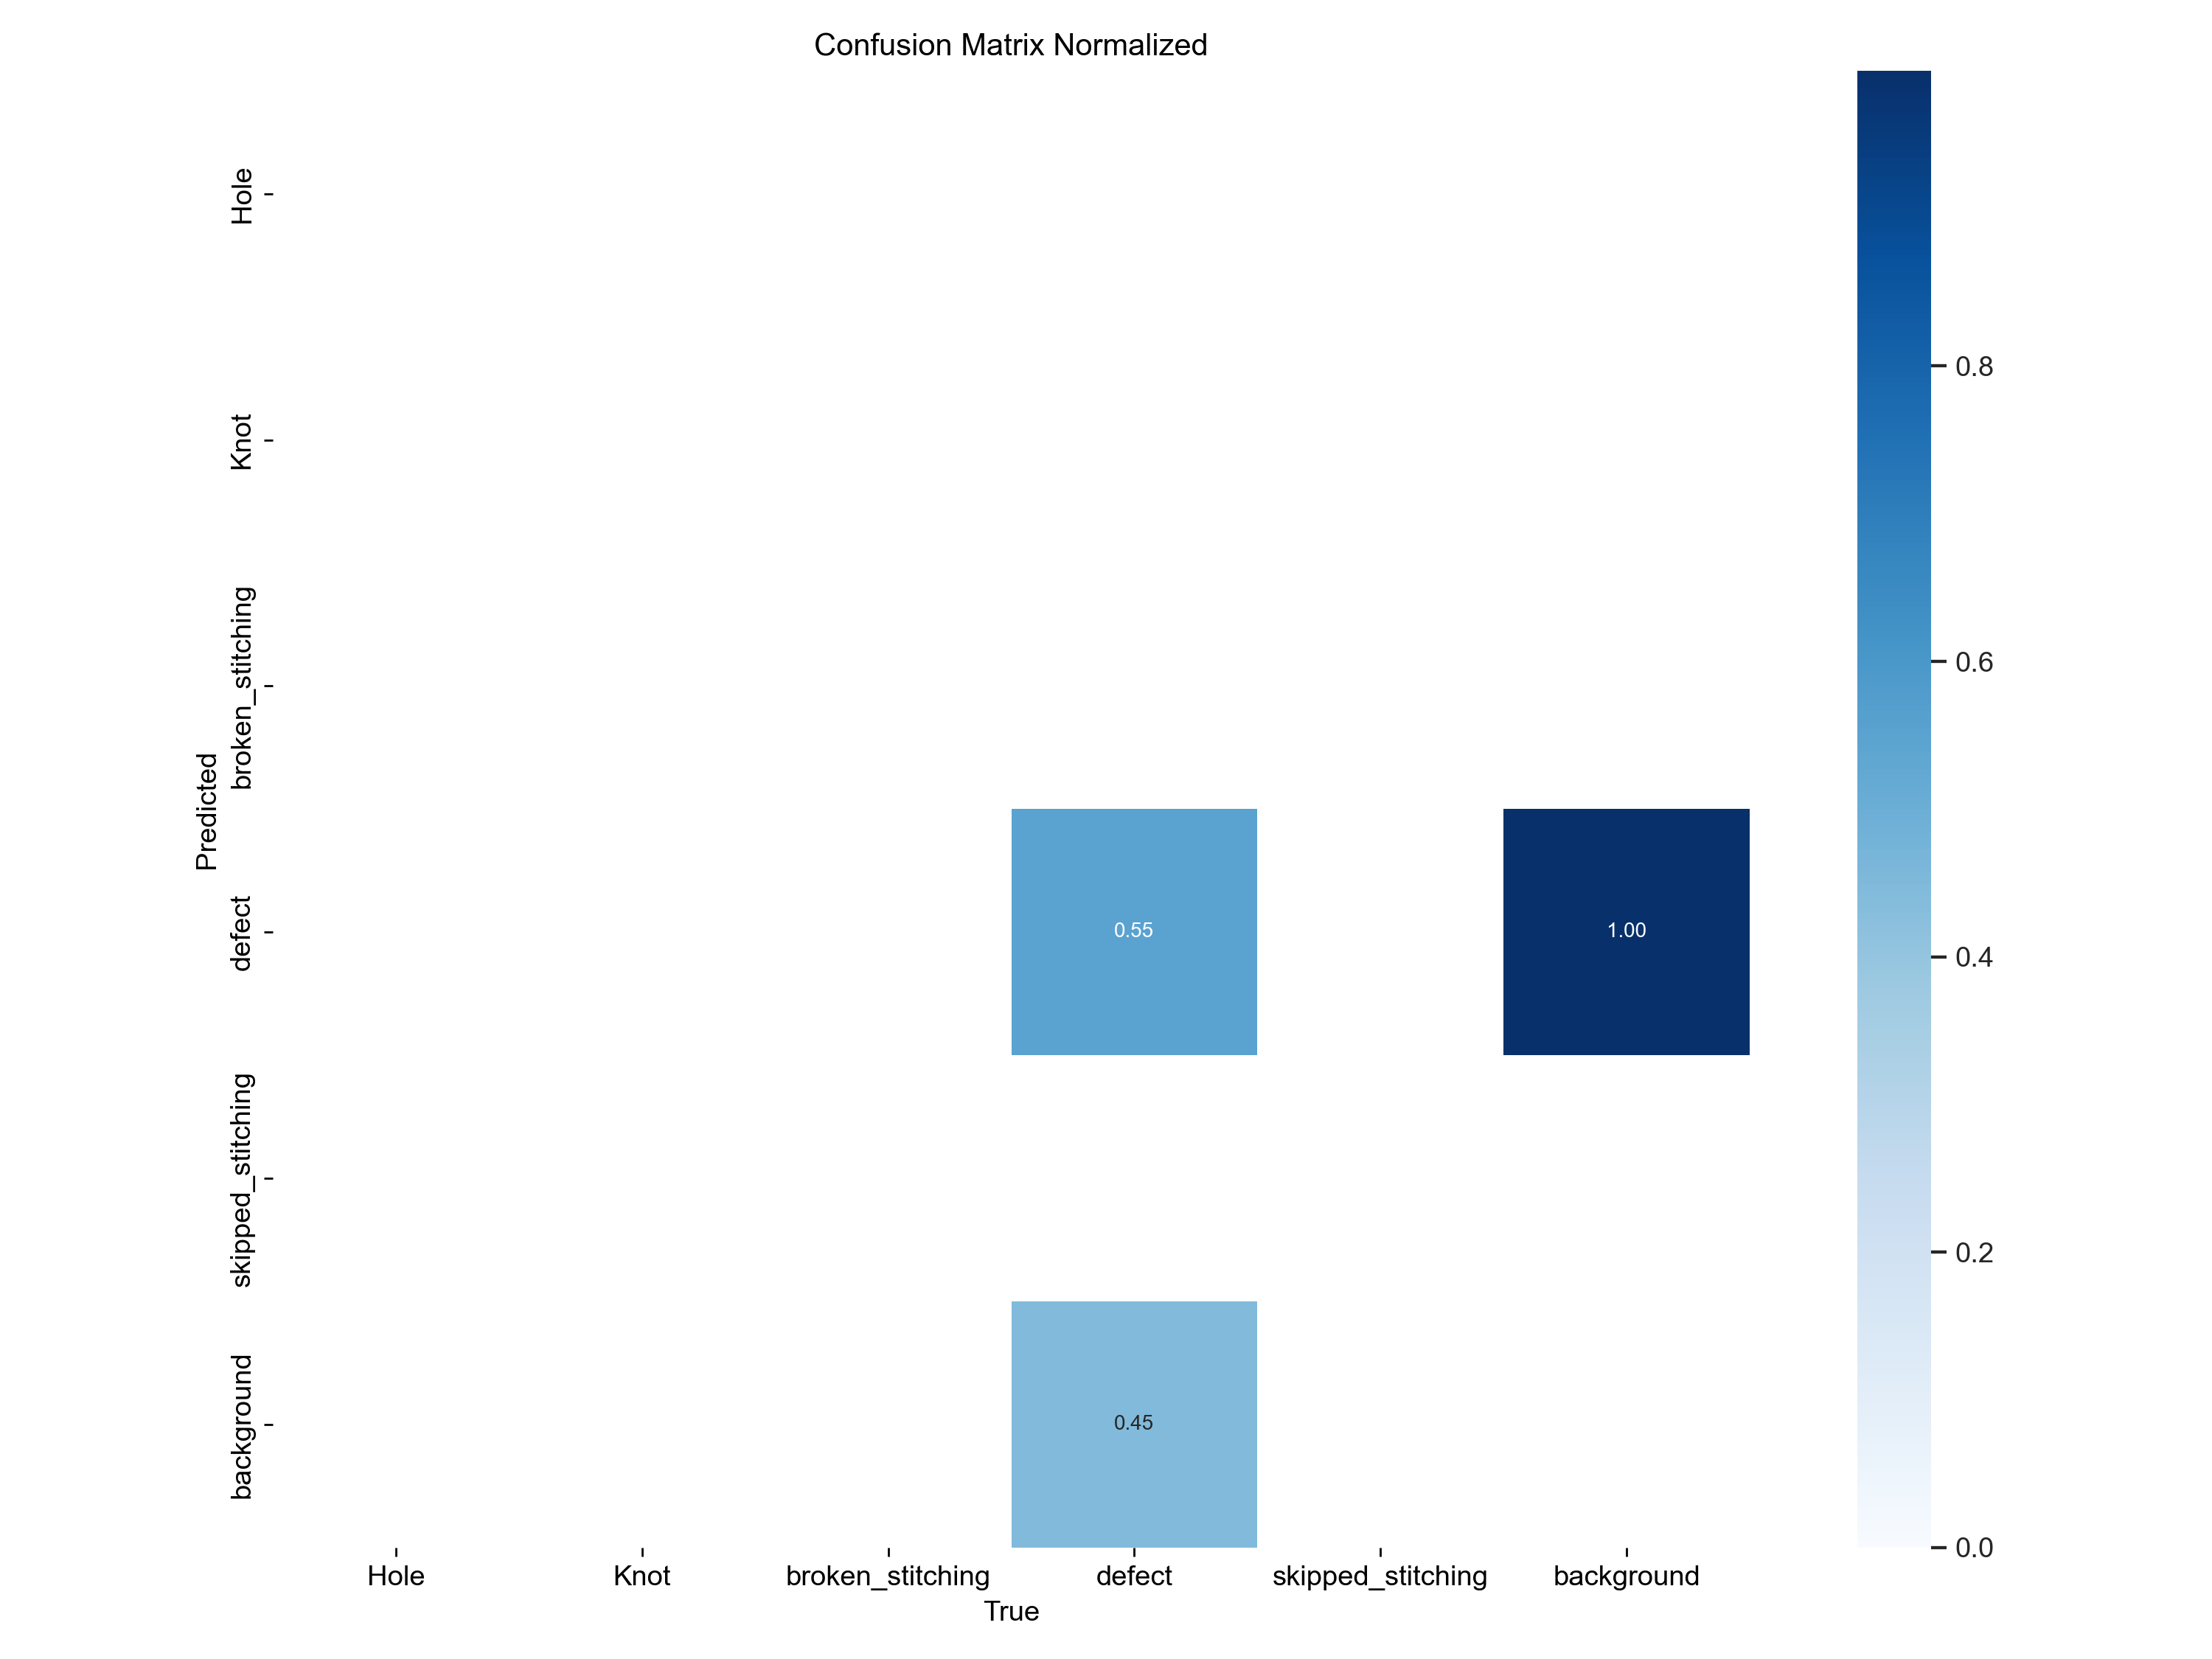 Confusion Matrix Normalized
Hole
Knot
broken_stitching
defect
skipped_stitching
background
Predicted
0.55
1.00
0.45
Hole
Knot
broken_stitching
defect
skipped_stitching
background
True
0.8
0.6
0.4
0.2
0.0